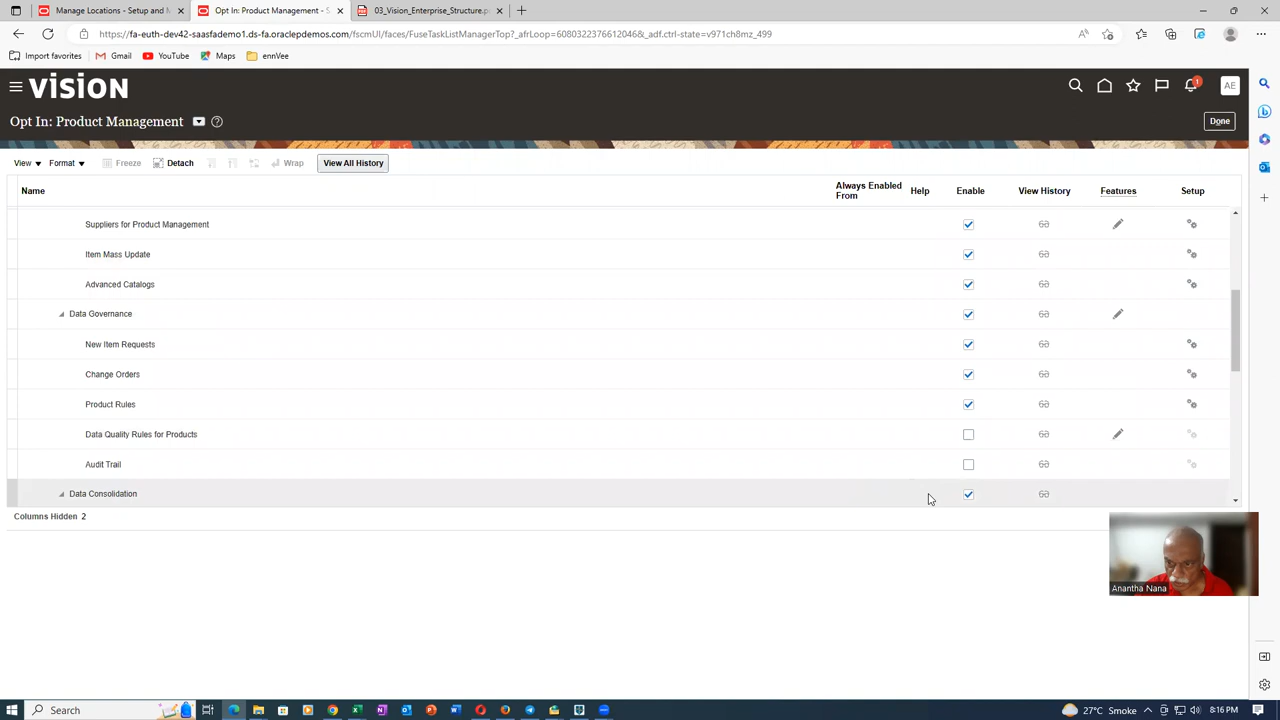 Manage Locations - Setup and M
Opt In: Product Management - S
03_Vision_Enterprise_Structure.p
https://fa-euth-dev42-saasfademo1.ds-fa.oraclepdemos.com/fscmUI/faces/FuseTaskListManagerTop?_afrLoop=60803223766120468&_adf.ctrl-state=v971ch8mz_499
Import favorites
Gmail
YouTube
Maps
ennVee
VISION
1
AE
Opt In: Product Management
Done
View
Format
Freeze
Detach
Wrap
View All History
Name
Always Enabled From
Help
Enable
View History
Features
Setup
Suppliers for Product Management
Item Mass Update
Advanced Catalogs
Data Governance
New Item Requests
Change Orders
Product Rules
Data Quality Rules for Products
Audit Trail
Data Consolidation
Columns Hidden 2
Anantha Nana
Search
27°C Smoke
8:16 PM